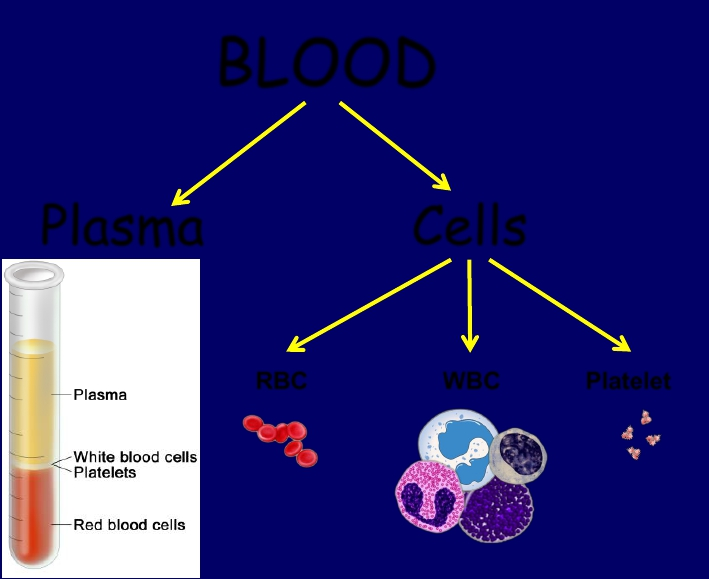 BLOOD
Plasma
Cells
RBC
WBC
Platelet
Plasma
White blood cells
Platelets
Red blood cells